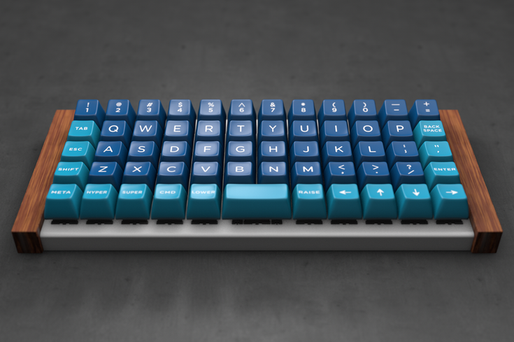 ! @ # $ % ^ & * ( ) _ +
1 2 3 4 5 6 7 8 9 0 - =
TAB Q W E R T Y U I O P BACK SPACE
ESC A S D F G H J K L : ; " '
SHIFT Z X C V B N M < , > . ? / ENTER
META HYPER SUPER CMD LOWER RAISE ← ↑ ↓ →